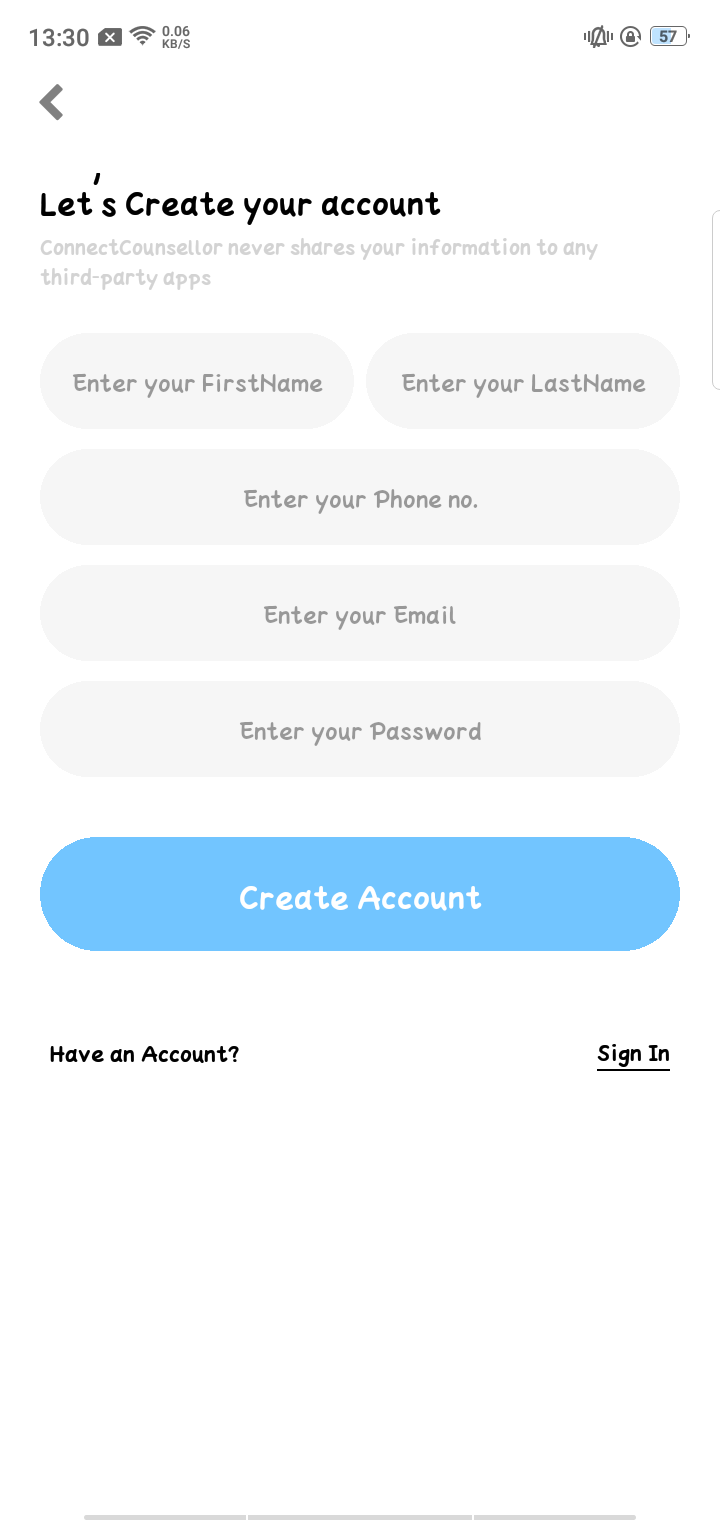 13:30 0.06 KB/S 57
Let's Create your account
ConnectCounsellor never shares your information to any
third-party apps
Enter your FirstName Enter your LastName
Enter your Phone no.
Enter your Email
Enter your Password
Create Account
Have an Account? Sign In